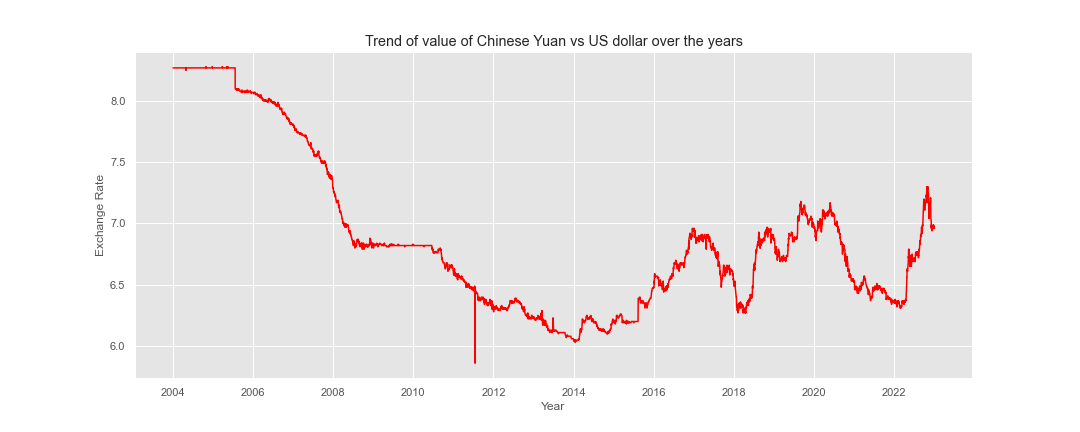 Trend of value of Chinese Yuan vs US dollar over the years
Exchange Rate
8.0
7.5
7.0
6.5
6.0
2004 2006 2008 2010 2012 2014 2016 2018 2020 2022
Year